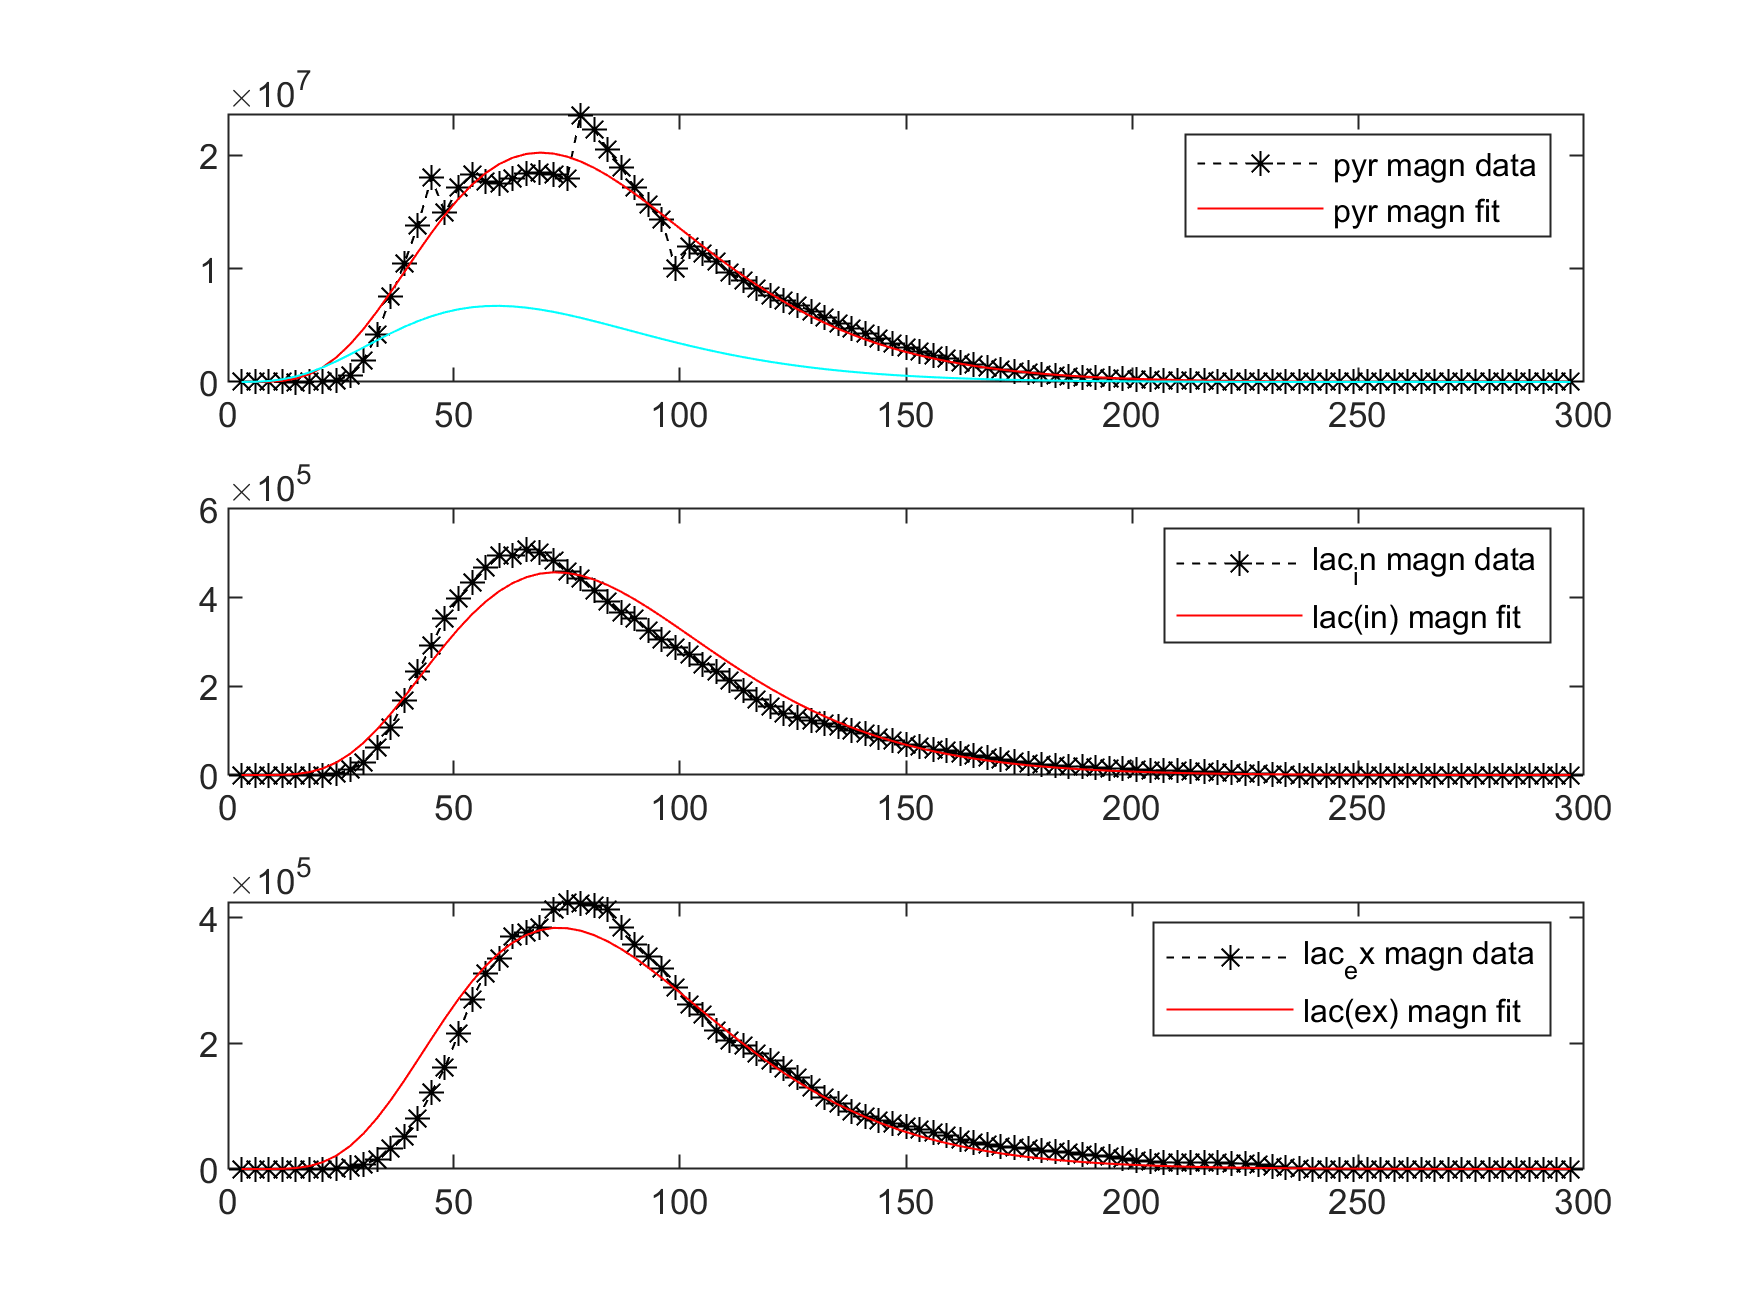 ×10^7
2
1
0
0 50 100 150 200 250 300
pyr magn data
pyr magn fit
×10^5
6
4
2
0
0 50 100 150 200 250 300
lac_in magn data
lac(in) magn fit
×10^5
4
2
0
0 50 100 150 200 250 300
lac_ex magn data
lac(ex) magn fit